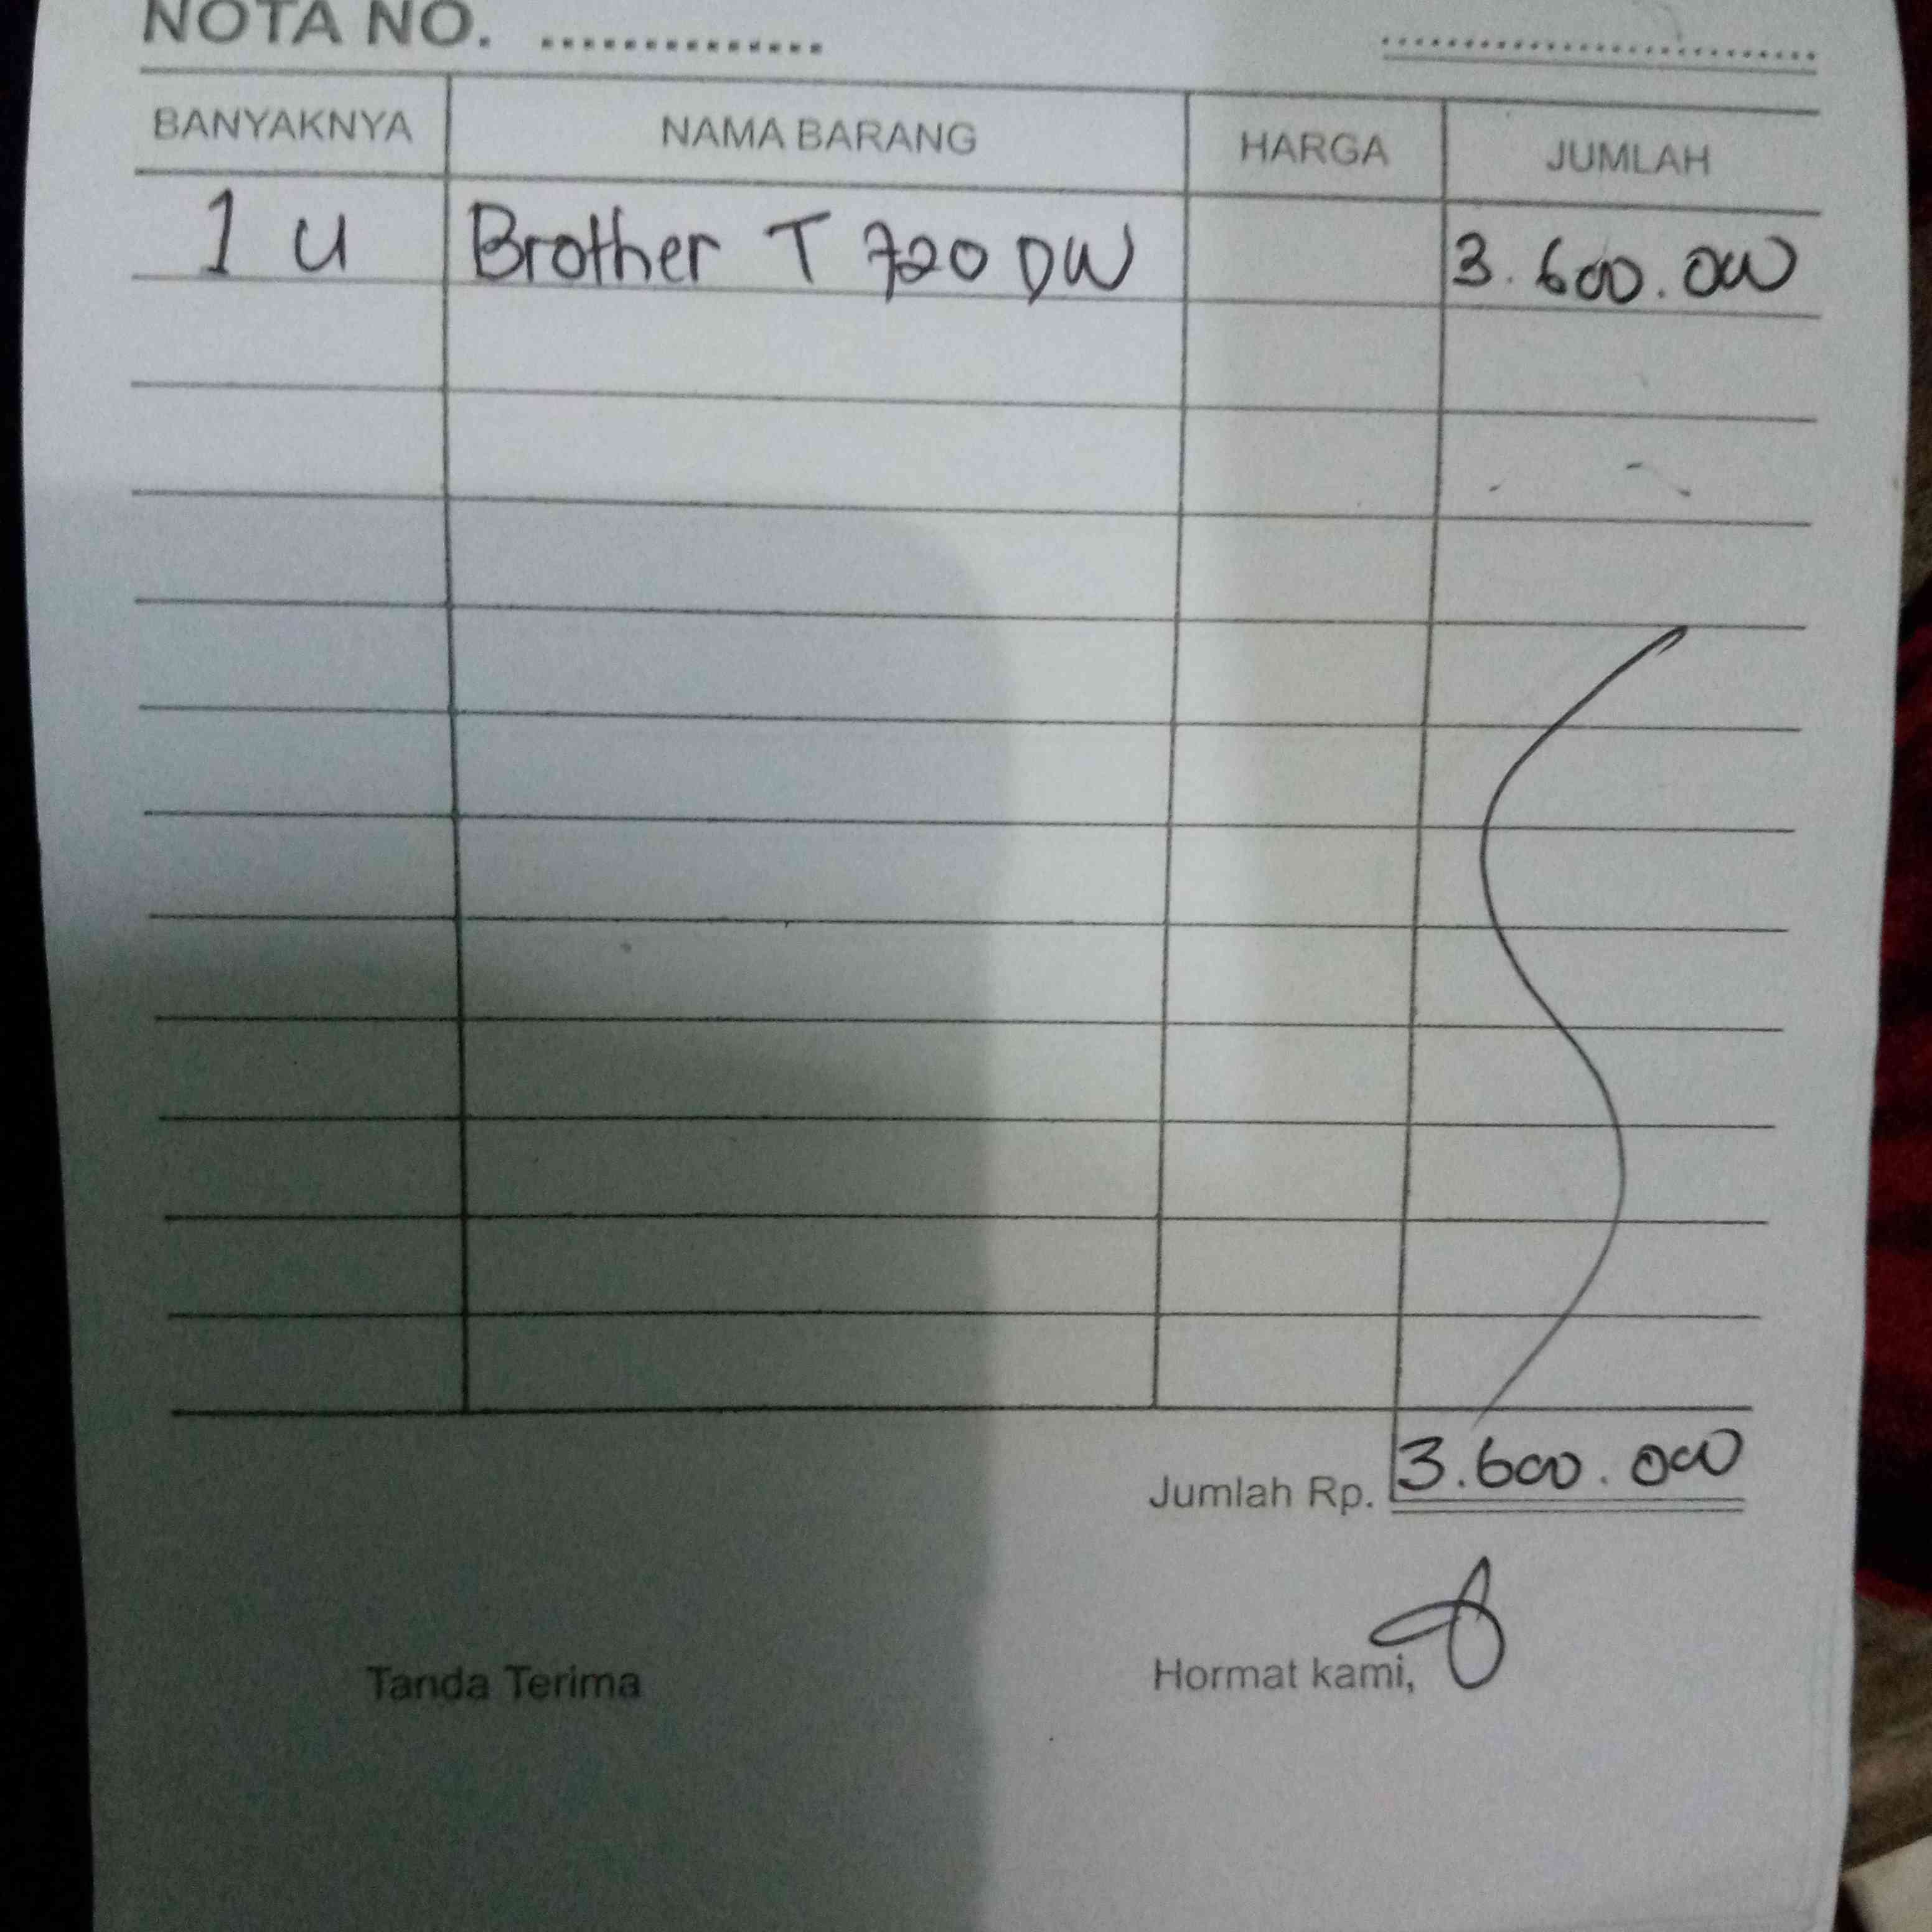 NOTA NO. ...............
BANYAKNYA NAMA BARANG HARGA JUMLAH
1 U Brother T 720 DW 3.600.000
Jumlah Rp. 3.600.000
Tanda Terima Hormat kami,